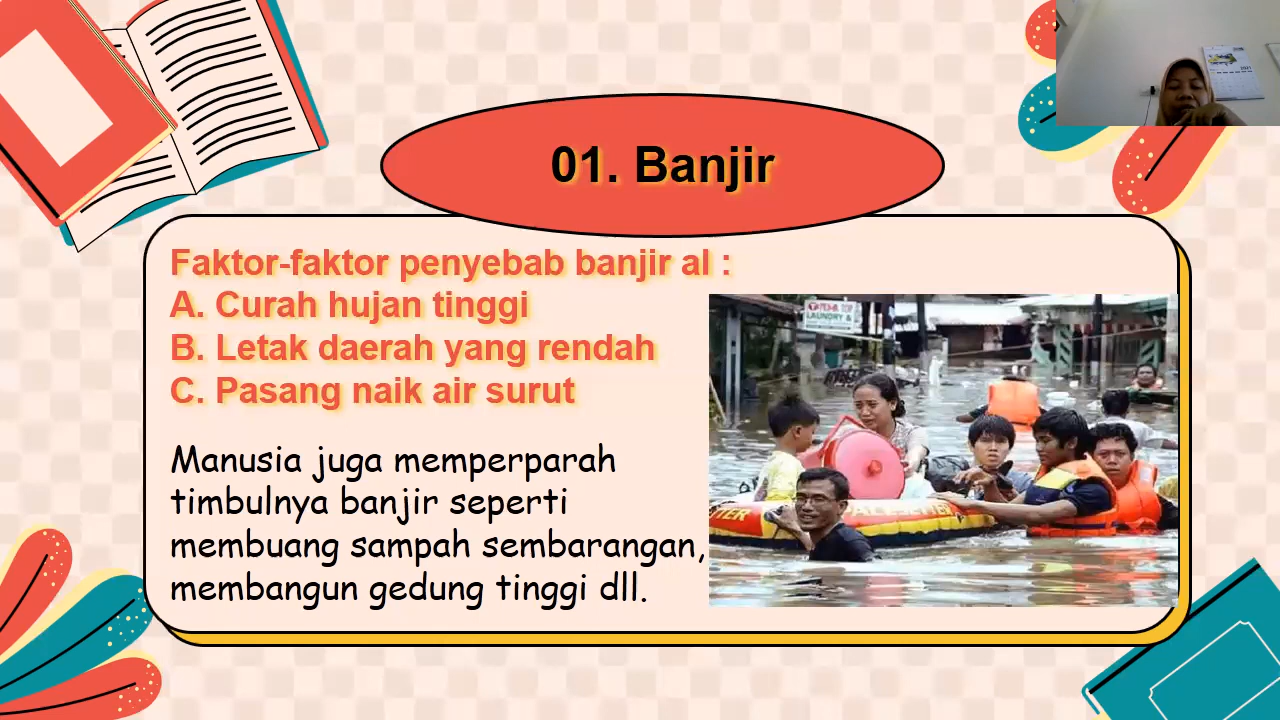 01. Banjir
Faktor-faktor penyebab banjir al :
A. Curah hujan tinggi
B. Letak daerah yang rendah
C. Pasang naik air surut
Manusia juga memperparah
timbulnya banjir seperti
membuang sampah sembarangan,
membangun gedung tinggi dll.
LAUNDRY &
2021